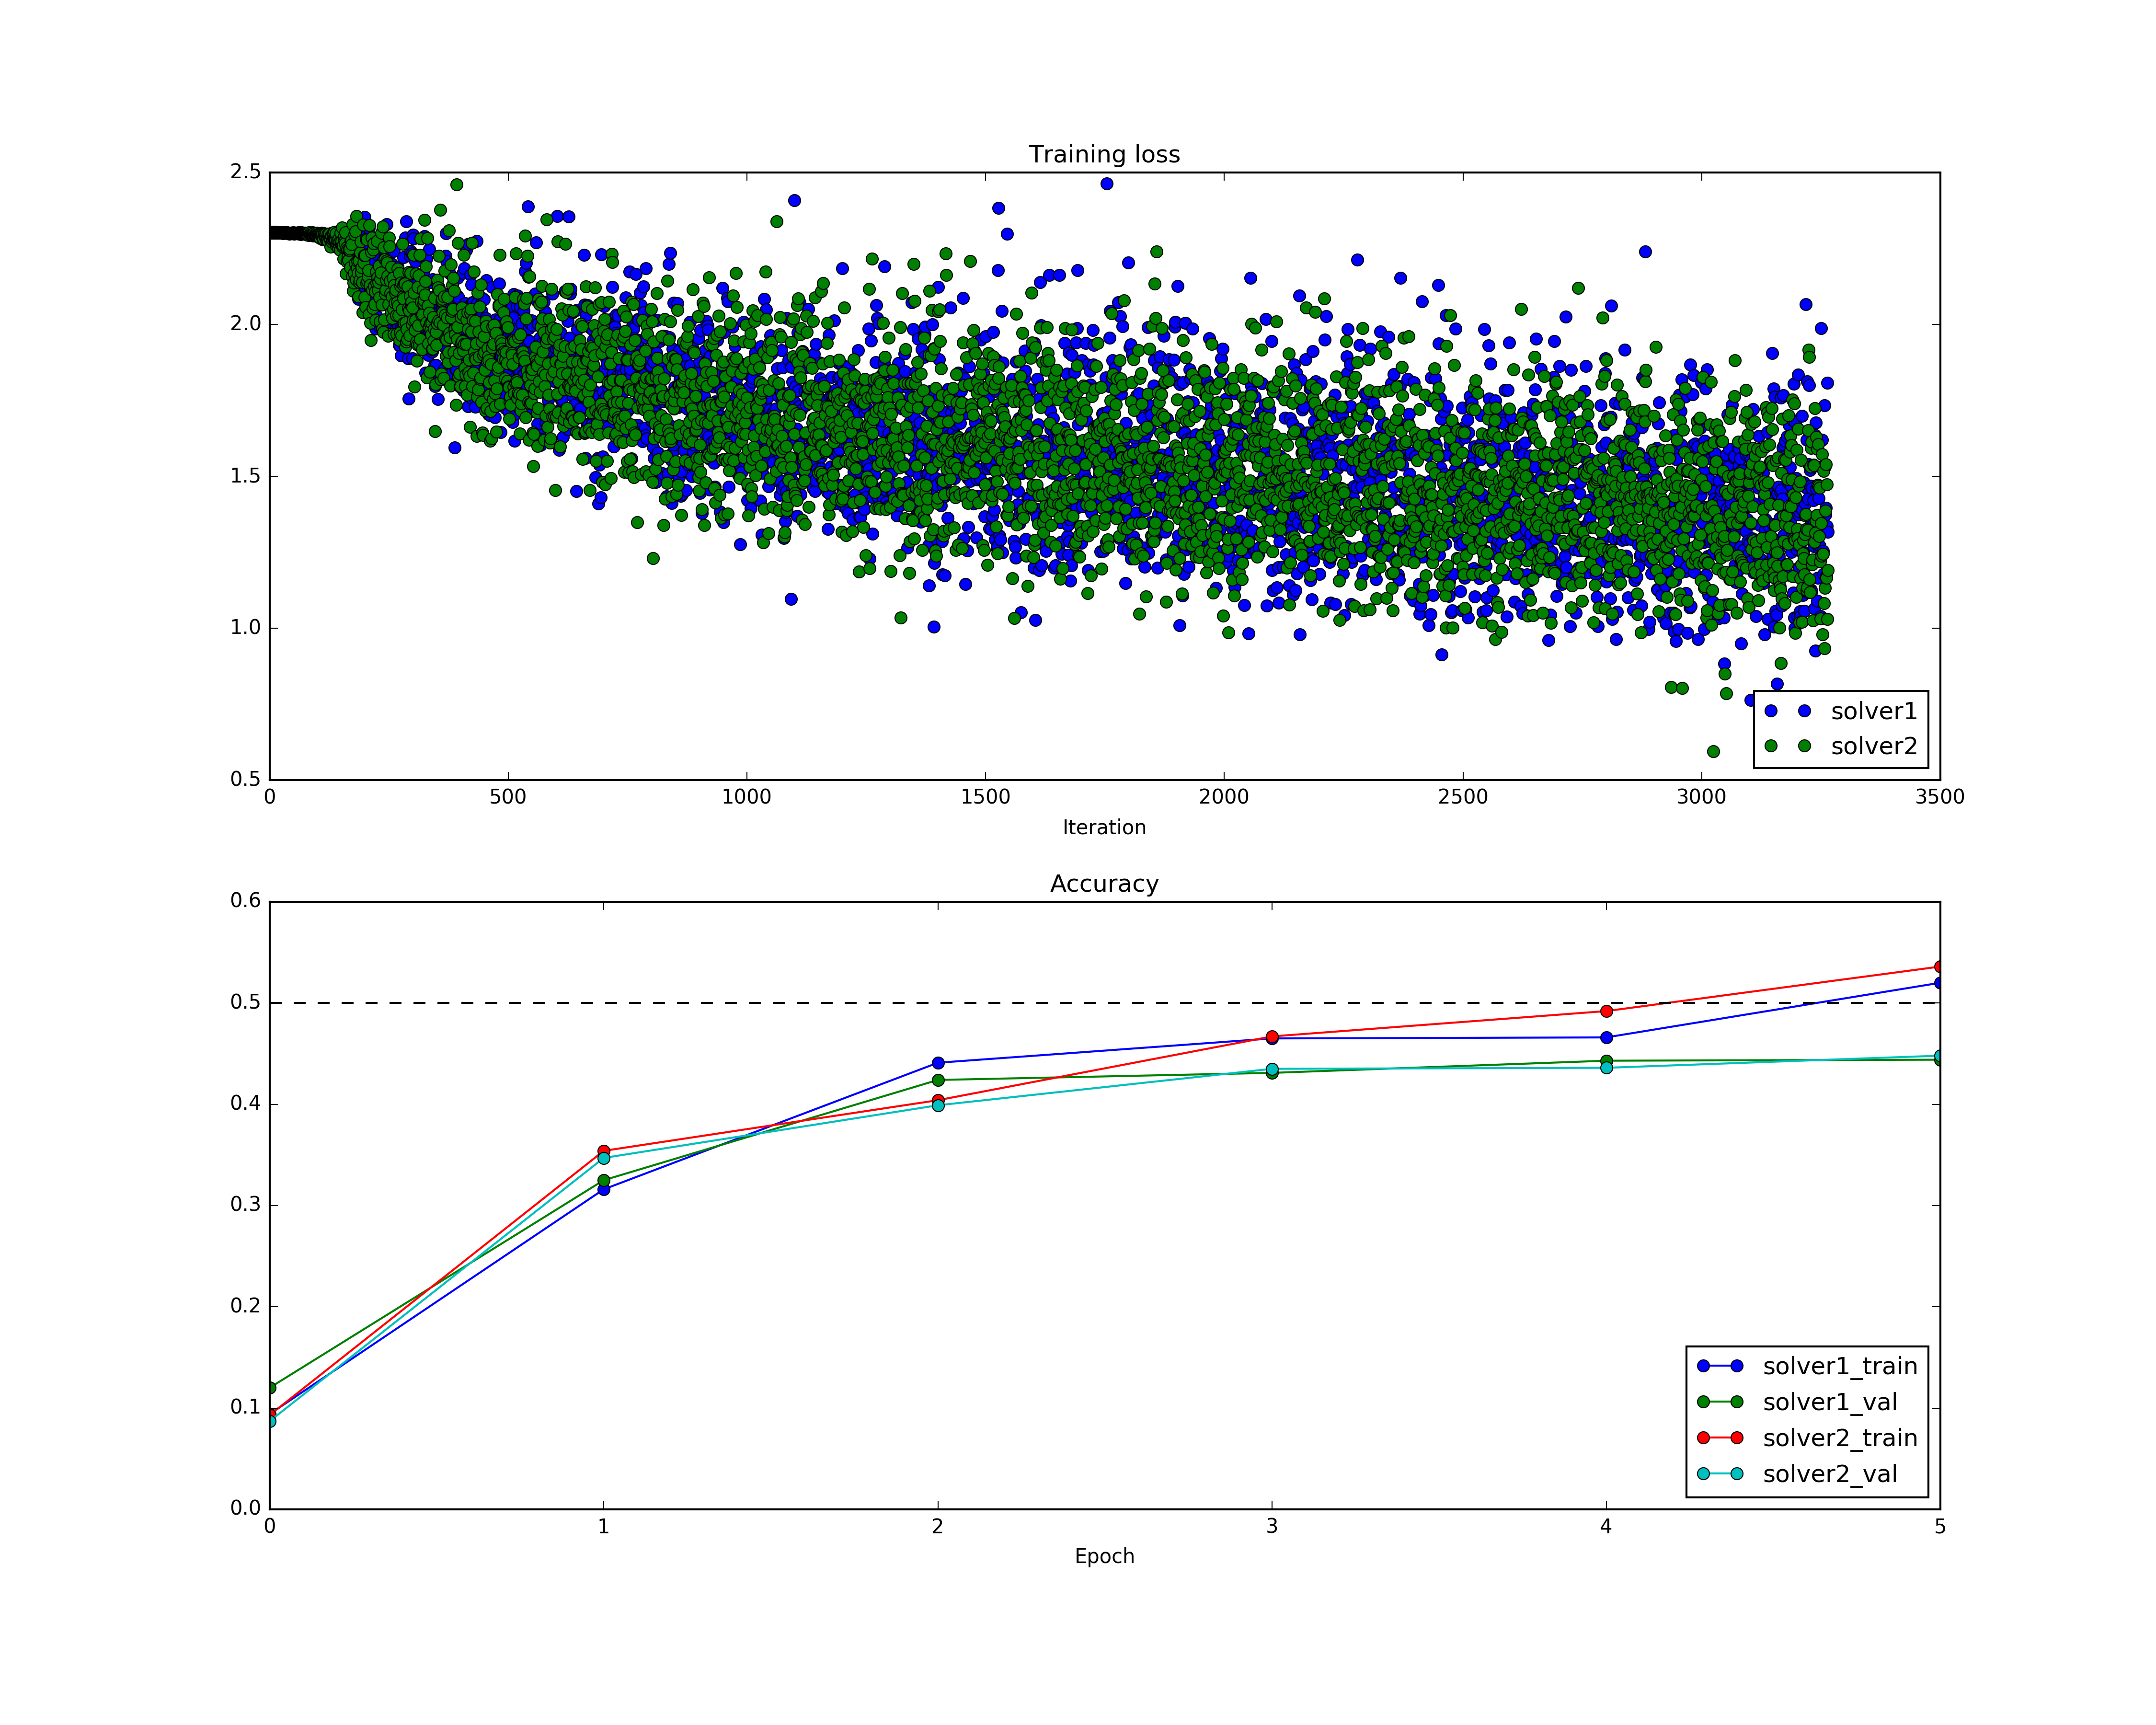 Training loss
2.5
2.0
1.5
1.0
0.5
0 500 1000 1500 2000 2500 3000 3500
Iteration
solver1
solver2
Accuracy
0.6
0.5
0.4
0.3
0.2
0.1
0.0
0 1 2 3 4 5
Epoch
solver1_train
solver1_val
solver2_train
solver2_val